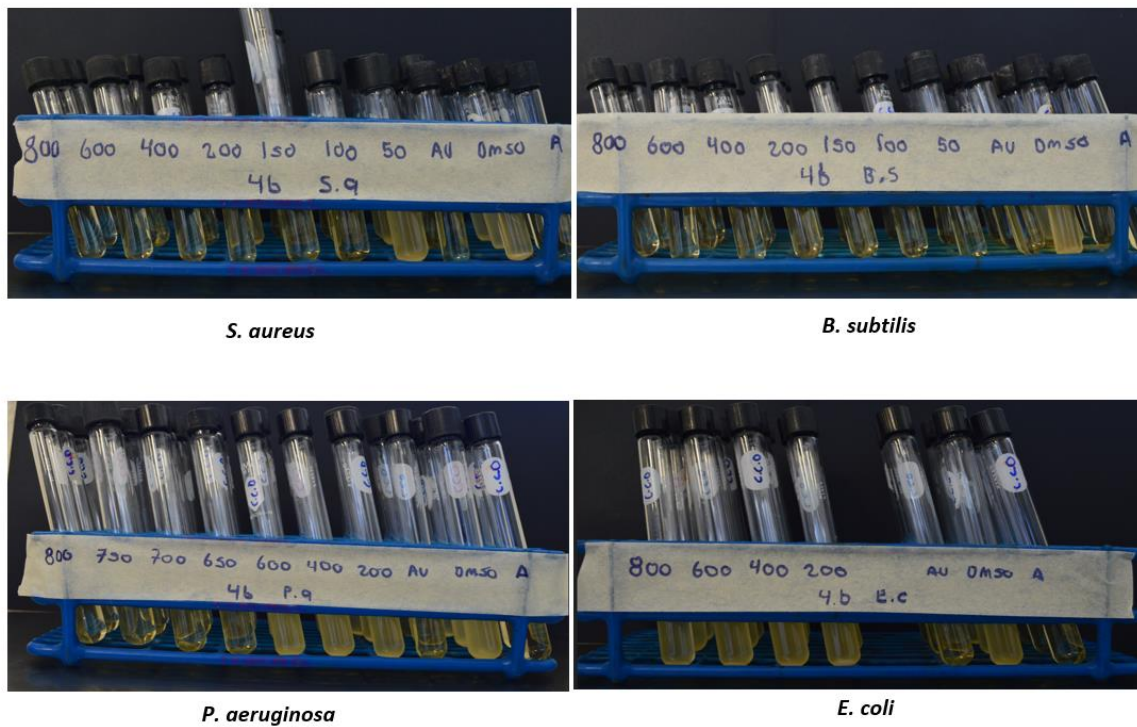 800 600 400 200 150 100 50 AU DMSO A
4b S.a
800 600 400 200 150 100 50 AU DMSO A
4b B.S
S. aureus
B. subtilis
C.C.O
C.C.O
C.C.O
C.C.O
C.C.O
C.C.O
C.C.O
C.C.O
800 750 700 650 600 400 200 AU DMSO A
4b P.a
800 600 400 200 AU DMSO A
4.b E.c
P. aeruginosa
E. coli